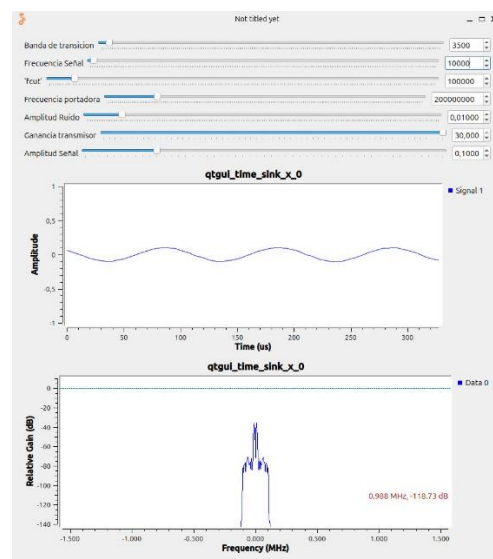 Not titled yet
Banda de transicion 3500
Frecuencia Señal 10000
'fcut' 100000
Frecuencia portadora 200000000
Amplitud Ruido 0,01000
Ganancia transmisor 30,000
Amplitud Señal 0,1000
qtgui_time_sink_x_0
Signal 1
1
0,5
0
-0,5
-1
Amplitude
0 50 100 150 200 250 300
Time (us)
qtgui_time_sink_x_0
Data 0
0
-20
-40
-60
-80
-100
-120
-140
Relative Gain (dB)
0.988 MHz, -118.73 dB
-1.500 -1.000 -0.500 0.000 0.500 1.000 1.500
Frequency (MHz)